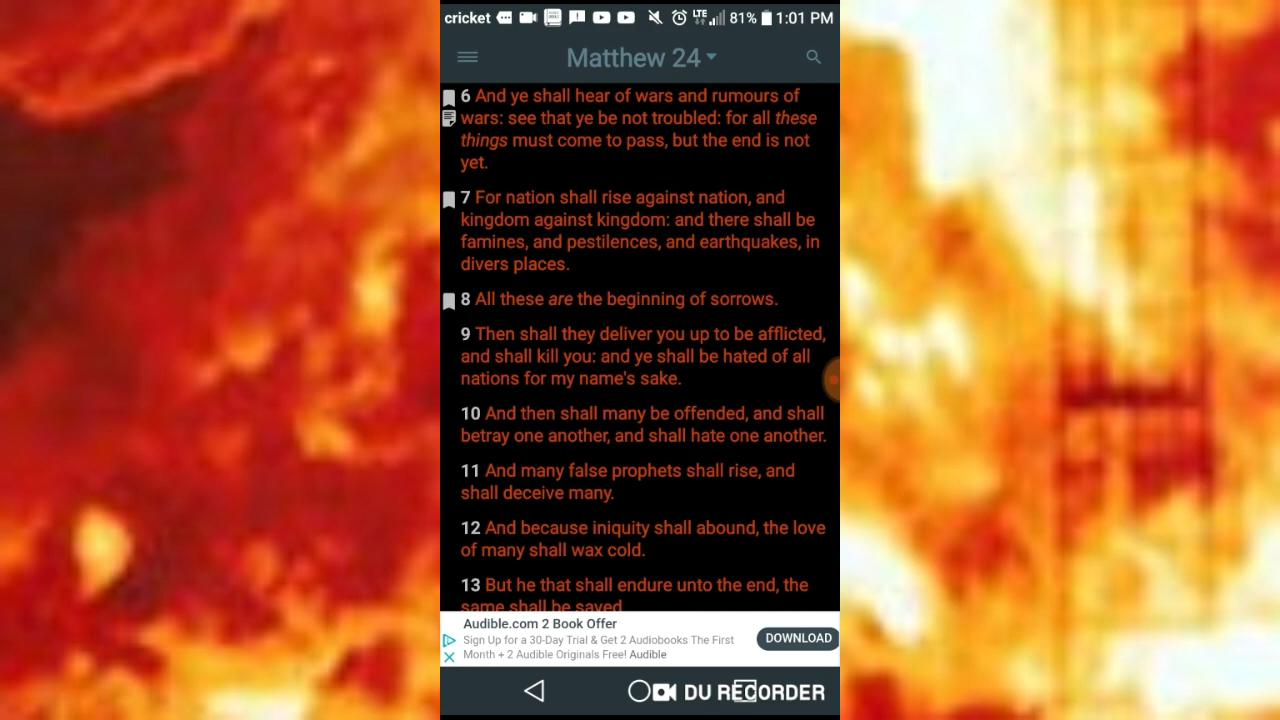 cricket LTE 81% 1:01 PM
Matthew 24
6 And ye shall hear of wars and rumours of
wars: see that ye be not troubled: for all these
things must come to pass, but the end is not
yet.
7 For nation shall rise against nation, and
kingdom against kingdom: and there shall be
famines, and pestilences, and earthquakes, in
divers places.
8 All these are the beginning of sorrows.
9 Then shall they deliver you up to be afflicted,
and shall kill you: and ye shall be hated of all
nations for my name's sake.
10 And then shall many be offended, and shall
betray one another, and shall hate one another.
11 And many false prophets shall rise, and
shall deceive many.
12 And because iniquity shall abound, the love
of many shall wax cold.
13 But he that shall endure unto the end, the
same shall be saved
Audible.com 2 Book Offer
Sign Up for a 30-Day Trial & Get 2 Audiobooks The First
Month + 2 Audible Originals Free! Audible
DOWNLOAD
DU RECORDER